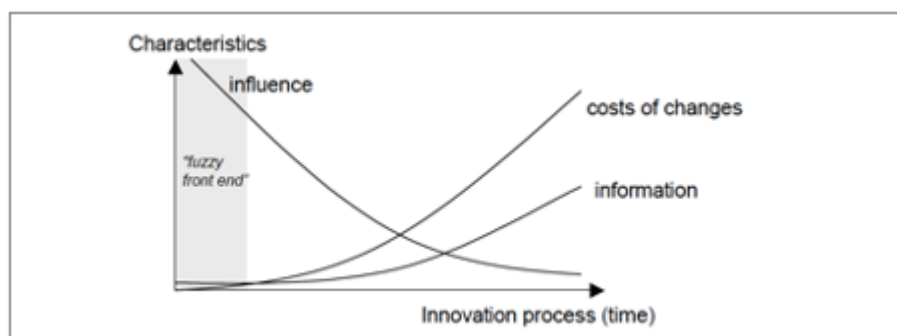 Characteristics
influence
costs of changes
"fuzzy
front end"
information
Innovation process (time)